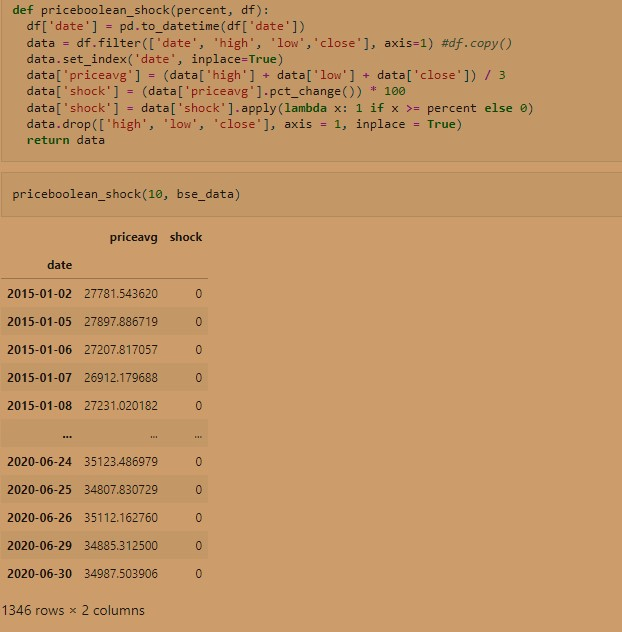 def priceboolean_shock(percent, df):
  df['date'] = pd.to_datetime(df['date'])
  data = df.filter(['date', 'high', 'low','close'], axis=1) #df.copy()
  data.set_index('date', inplace=True)
  data['priceavg'] = (data['high'] + data['low'] + data['close']) / 3
  data['shock'] = (data['priceavg'].pct_change()) * 100
  data['shock'] = data['shock'].apply(lambda x: 1 if x >= percent else 0)
  data.drop(['high', 'low', 'close'], axis = 1, inplace = True)
  return data
priceboolean_shock(10, bse_data)
priceavg shock
date
2015-01-02 27781.543620 0
2015-01-05 27897.886719 0
2015-01-06 27207.817057 0
2015-01-07 26912.179688 0
2015-01-08 27231.020182 0
... ... ...
2020-06-24 35123.486979 0
2020-06-25 34807.830729 0
2020-06-26 35112.162760 0
2020-06-29 34885.312500 0
2020-06-30 34987.503906 0
1346 rows × 2 columns